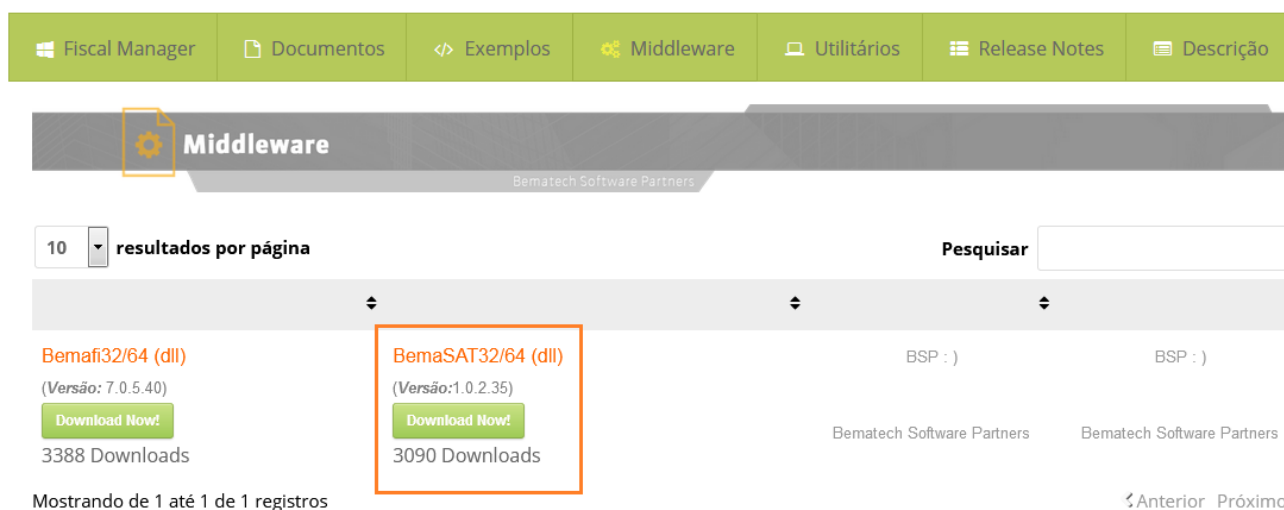 Fiscal Manager Documentos </> Exemplos Middleware Utilitários Release Notes Descrição
Middleware
Bematech Software Partners
10 resultados por página Pesquisar
Bemafi32/64 (dll) BemaSAT32/64 (dll) BSP : ) BSP : )
(Versão: 7.0.5.40) (Versão:1.0.2.35)
Download Now! Download Now!
Bematech Software Partners Bematech Software Partners
3388 Downloads 3090 Downloads
Mostrando de 1 até 1 de 1 registros Anterior Próximo